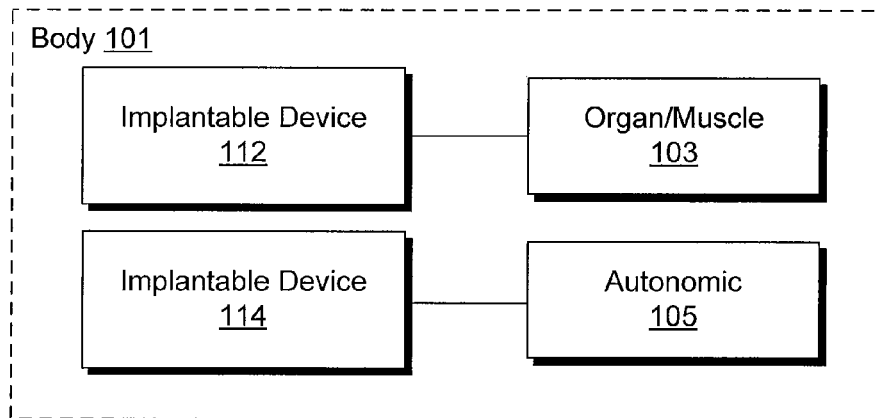 Body 101
Implantable Device
112
Organ/Muscle
103
Implantable Device
114
Autonomic
105